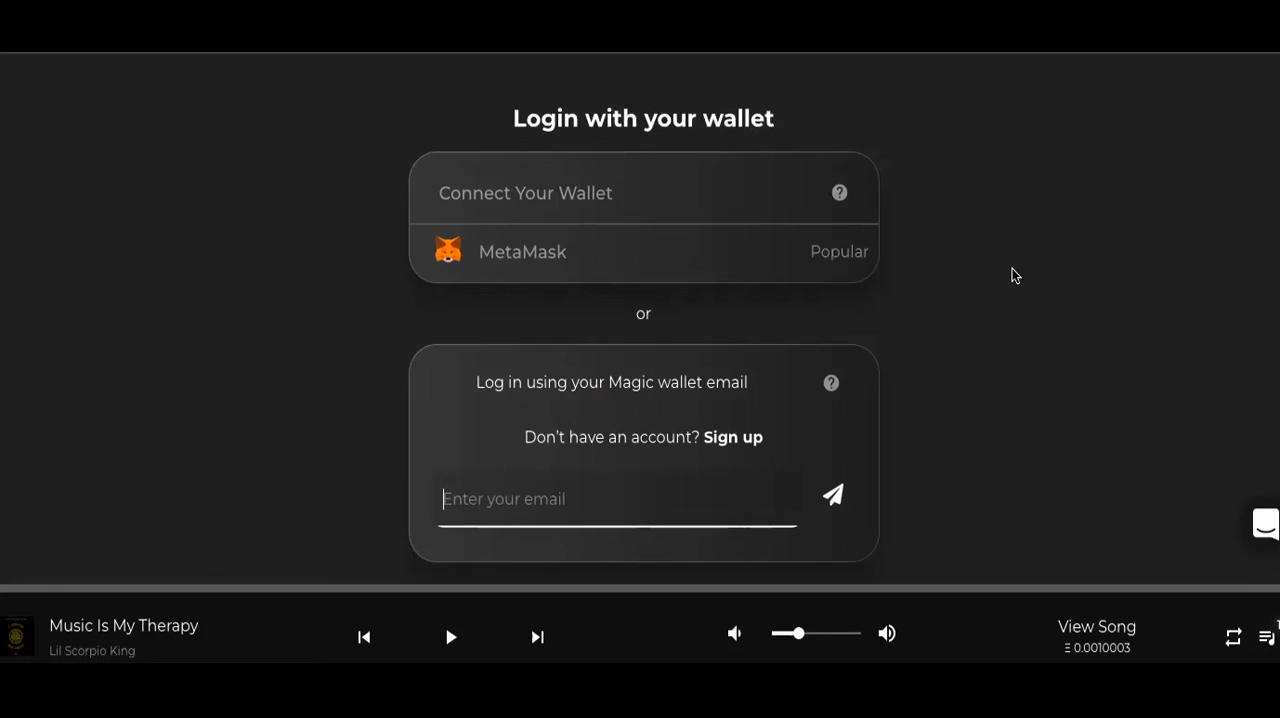 Login with your wallet
Connect Your Wallet
MetaMask Popular
or
Log in using your Magic wallet email
Don't have an account? Sign up
Enter your email
Music Is My Therapy
Lil Scorpio King
View Song
Ξ 0.0010003
1